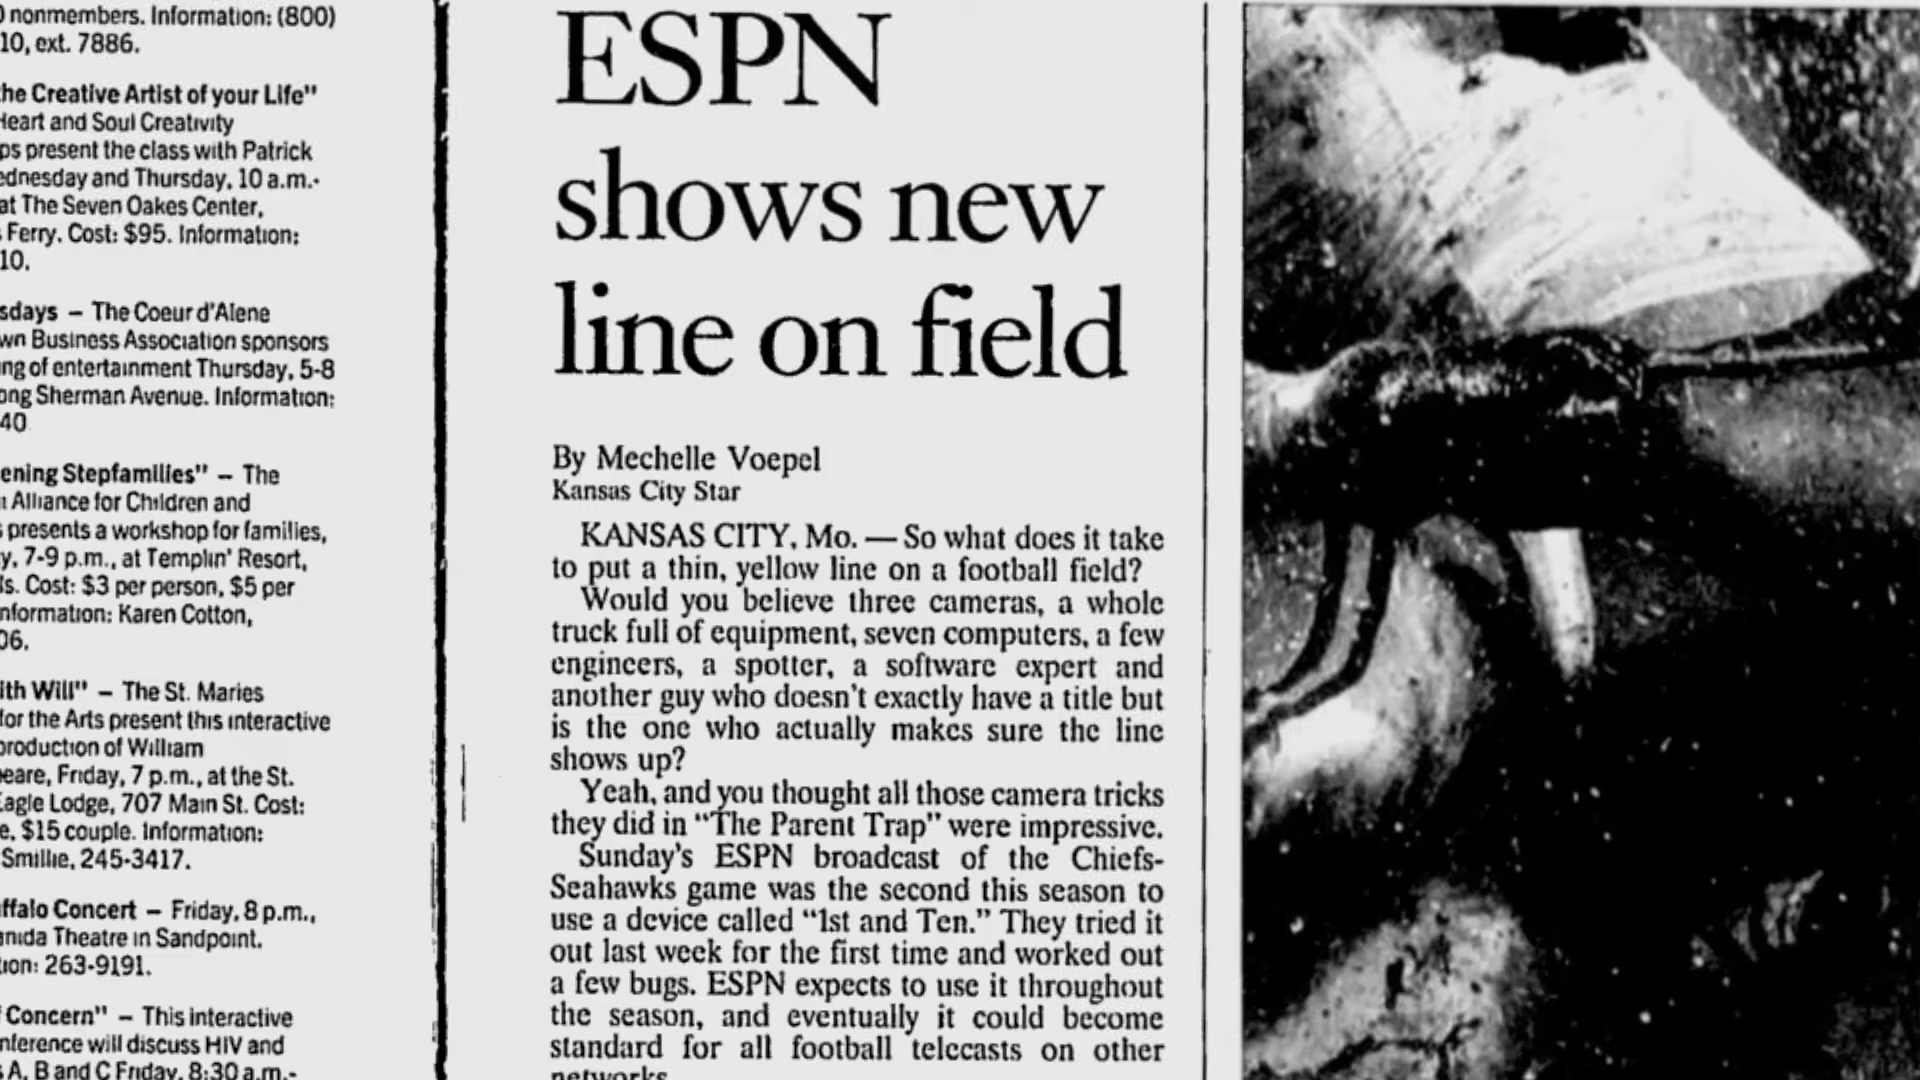 nonmembers. Information: (800)
10, ext. 7886.
the Creative Artist of your Life"
Heart and Soul Creativity
ps present the class with Patrick
ednesday and Thursday, 10 a.m.-
at The Seven Oakes Center,
Ferry. Cost: $95. Information:
10.
sdays – The Coeur d'Alene
wn Business Association sponsors
ng of entertainment Thursday, 5-8
ong Sherman Avenue. Information:
40
ening Stepfamilies" – The
Alliance for Children and
presents a workshop for families,
y, 7-9 p.m., at Templin' Resort,
ls. Cost: $3 per person, $5 per
nformation: Karen Cotton,
06.
ith Will" – The St. Maries
for the Arts present this interactive
production of William
eare, Friday, 7 p.m., at the St.
Eagle Lodge, 707 Main St. Cost:
e, $15 couple. Information:
Smillie, 245-3417.
ffalo Concert – Friday, 8 p.m.,
anida Theatre in Sandpoint.
tion: 263-9191.
Concern" – This interactive
nference will discuss HIV and
s A, B and C Friday, 8:30 a.m.-
ESPN
shows new
line on field
By Mechelle Voepel
Kansas City Star
KANSAS CITY, Mo. — So what does it take
to put a thin, yellow line on a football field?
Would you believe three cameras, a whole
truck full of equipment, seven computers, a few
engineers, a spotter, a software expert and
another guy who doesn't exactly have a title but
is the one who actually makes sure the line
shows up?
Yeah, and you thought all those camera tricks
they did in "The Parent Trap" were impressive.
Sunday's ESPN broadcast of the Chiefs-
Seahawks game was the second this season to
use a device called "1st and Ten." They tried it
out last week for the first time and worked out
a few bugs. ESPN expects to use it throughout
the season, and eventually it could become
standard for all football telecasts on other
networks.